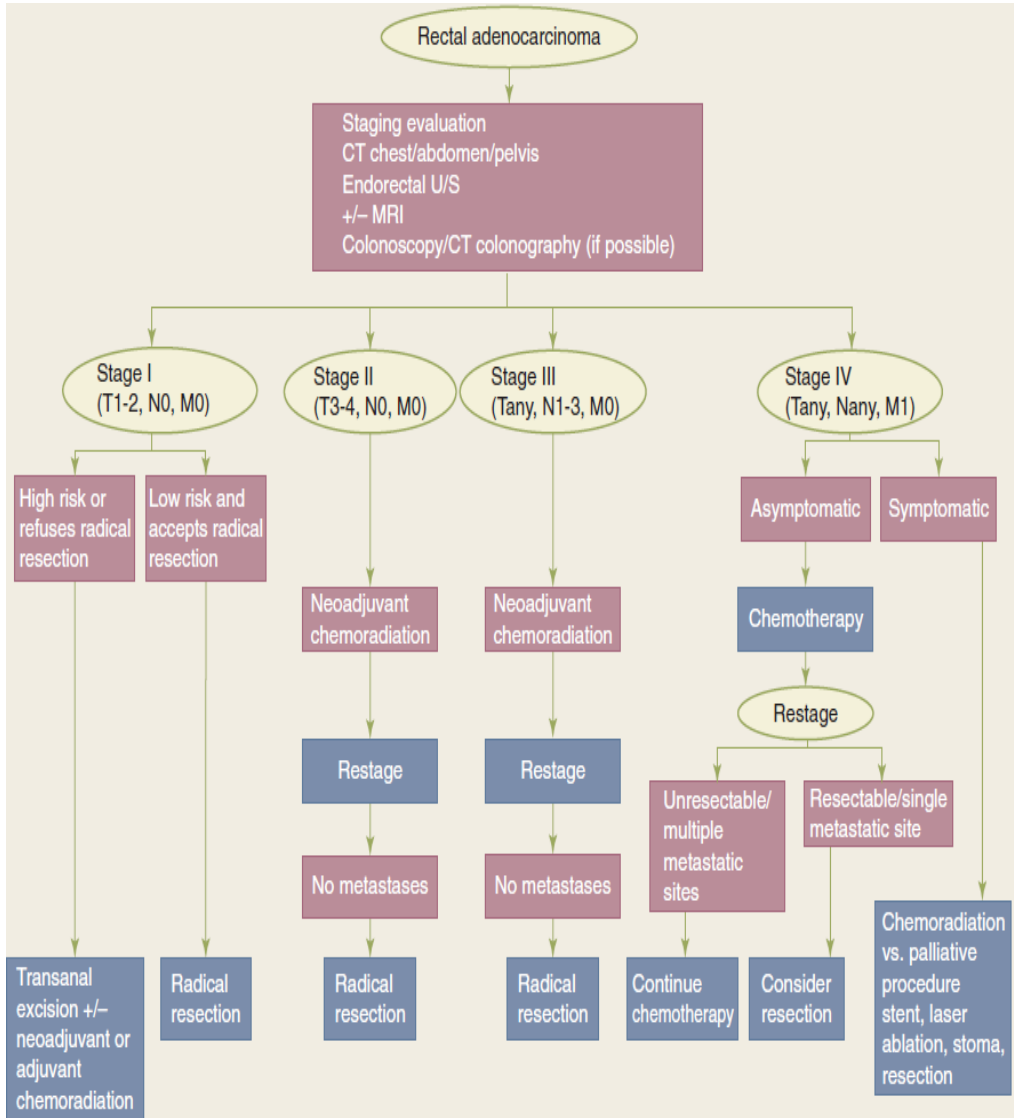 Rectal adenocarcinoma
Staging evaluation
CT chest/abdomen/pelvis
Endorectal U/S
+/– MRI
Colonoscopy/CT colonography (if possible)
Stage I
(T1-2, N0, M0)
Stage II
(T3-4, N0, M0)
Stage III
(Tany, N1-3, M0)
Stage IV
(Tany, Nany, M1)
High risk or
refuses radical
resection
Low risk and
accepts radical
resection
Asymptomatic
Symptomatic
Neoadjuvant
chemoradiation
Neoadjuvant
chemoradiation
Chemotherapy
Restage
Restage
Restage
Unresectable/
multiple
metastatic
sites
Resectable/single
metastatic site
No metastases
No metastases
Transanal
excision +/–
neoadjuvant or
adjuvant
chemoradiation
Radical
resection
Radical
resection
Radical
resection
Continue
chemotherapy
Consider
resection
Chemoradiation
vs. palliative
procedure
stent, laser
ablation, stoma,
resection